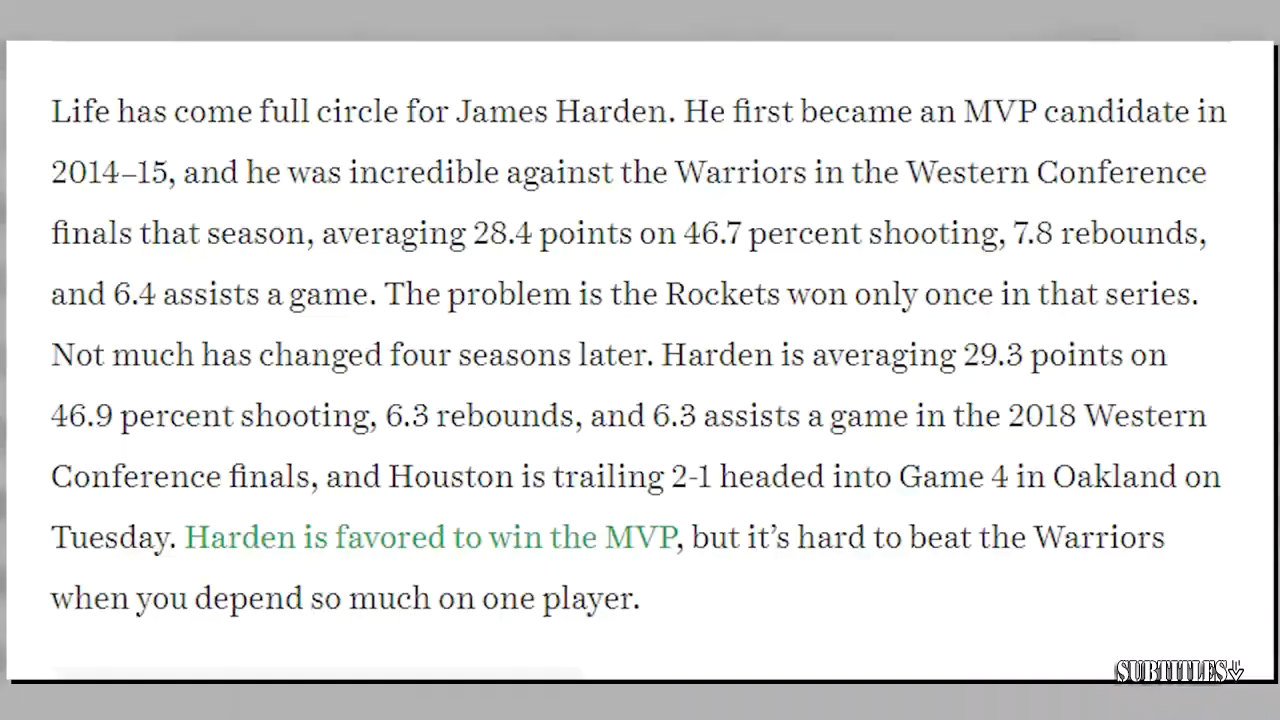 Life has come full circle for James Harden. He first became an MVP candidate in
2014–15, and he was incredible against the Warriors in the Western Conference
finals that season, averaging 28.4 points on 46.7 percent shooting, 7.8 rebounds,
and 6.4 assists a game. The problem is the Rockets won only once in that series.
Not much has changed four seasons later. Harden is averaging 29.3 points on
46.9 percent shooting, 6.3 rebounds, and 6.3 assists a game in the 2018 Western
Conference finals, and Houston is trailing 2-1 headed into Game 4 in Oakland on
Tuesday. Harden is favored to win the MVP, but it’s hard to beat the Warriors
when you depend so much on one player.
SUBTITLES